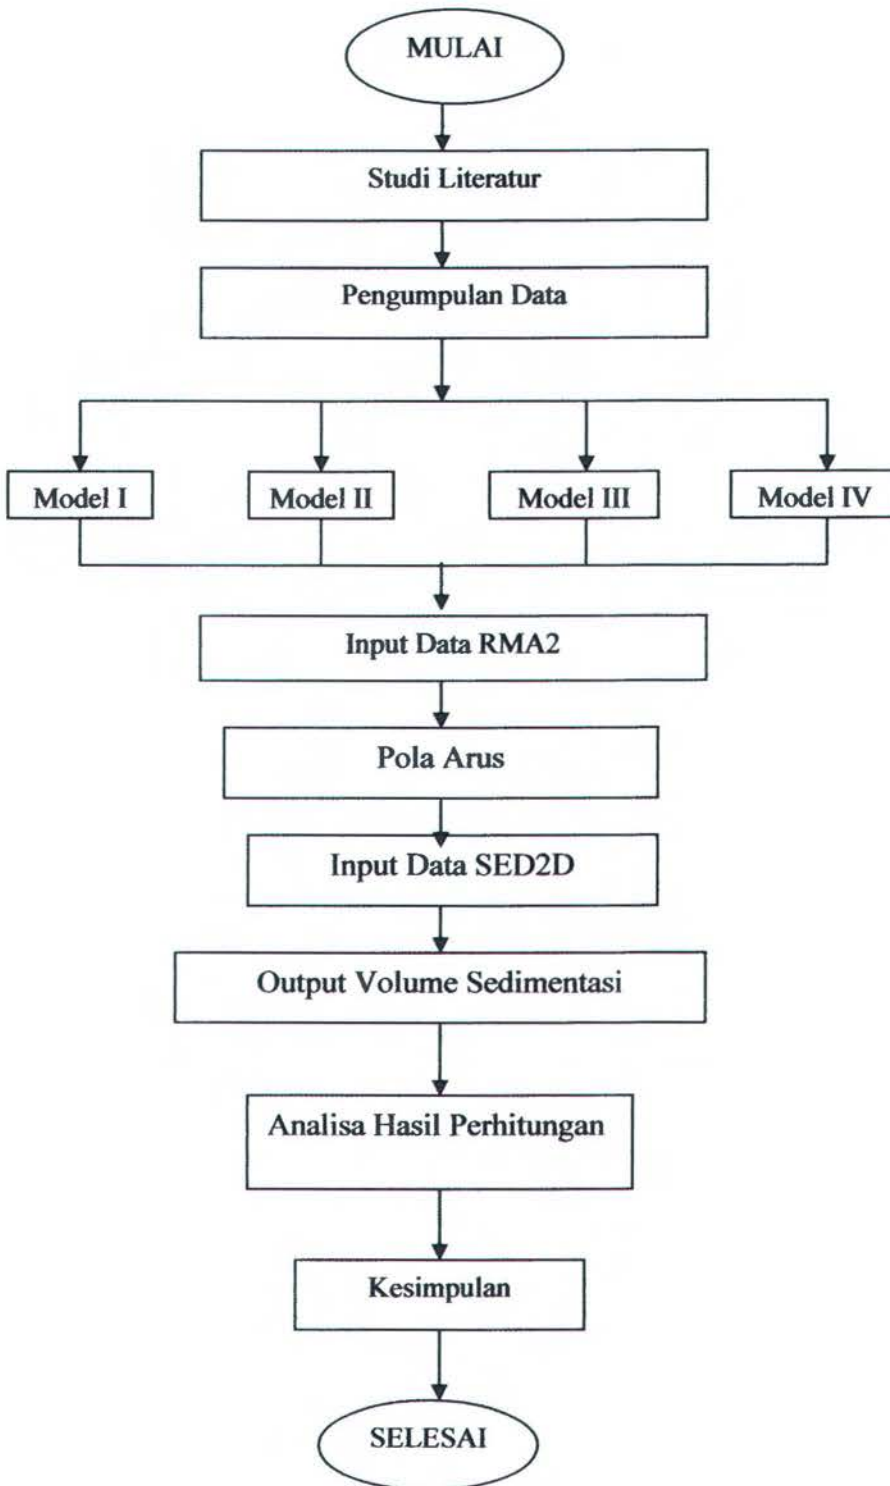 MULAI
Studi Literatur
Pengumpulan Data
Model I
Model II
Model III
Model IV
Input Data RMA2
Pola Arus
Input Data SED2D
Output Volume Sedimentasi
Analisa Hasil Perhitungan
Kesimpulan
SELESAI